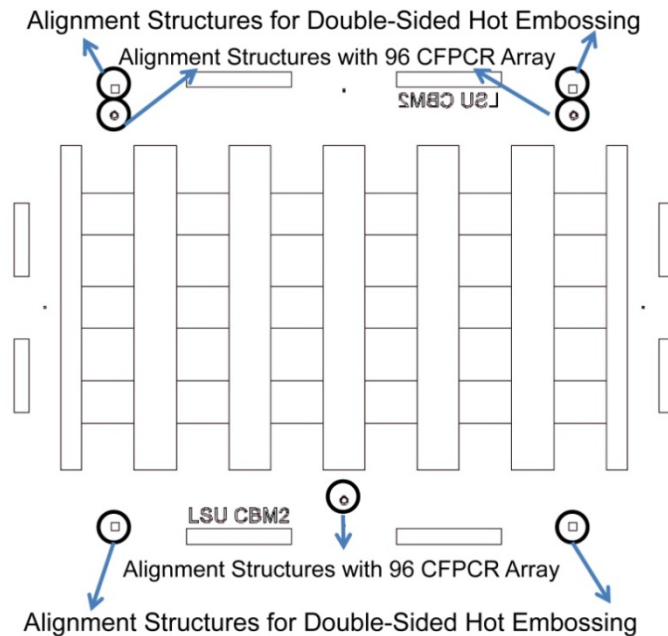 Alignment Structures for Double-Sided Hot Embossing
Alignment Structures with 96 CFPCR Array
LSU CBM2
LSU CBM2
Alignment Structures with 96 CFPCR Array
Alignment Structures for Double-Sided Hot Embossing